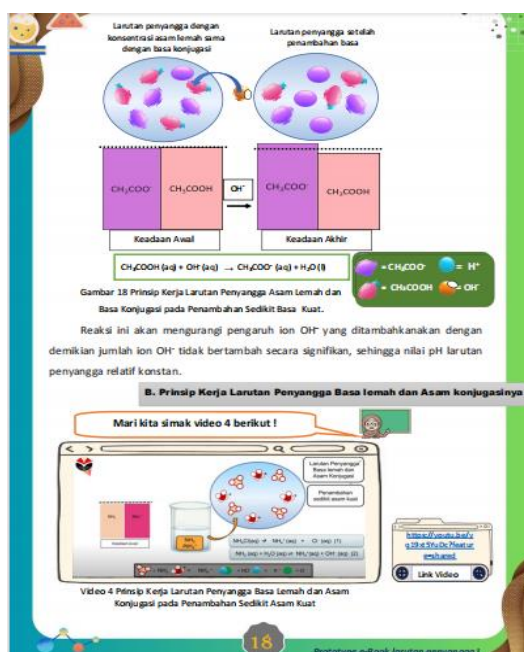 Larutan penyangga dengan
konsentrasi asam lemah sama
dengan basa konjugasi
Larutan penyangga setelah
penambahan basa
CH₃COO⁻
CH₃COOH
OH⁻
CH₃COO⁻
CH₃COOH
Keadaan Awal
Keadaan Akhir
CH₃COOH (aq) + OH⁻ (aq) → CH₃COO⁻ (aq) + H₂O (l)
= CH₃COO⁻
= H⁺
= CH₃COOH
= OH⁻
Gambar 18 Prinsip Kerja Larutan Penyangga Asam Lemah dan
Basa Konjugasi pada Penambahan Sedikit Basa Kuat.
Reaksi ini akan mengurangi pengaruh ion OH⁻ yang ditambahkanakan dengan
demikian jumlah ion OH⁻ tidak bertambah secara signifikan, sehingga nilai pH larutan
penyangga relatif konstan.
B. Prinsip Kerja Larutan Penyangga Basa lemah dan Asam konjugasinya
Mari kita simak video 4 berikut !
Larutan Penyangga
Basa lemah dan
Asam Konjugasi
Penambahan
sedikit asam kuat
Link Video
Video 4 Prinsip Kerja Larutan Penyangga Basa Lemah dan Asam
Konjugasi pada Penambahan Sedikit Asam Kuat
18